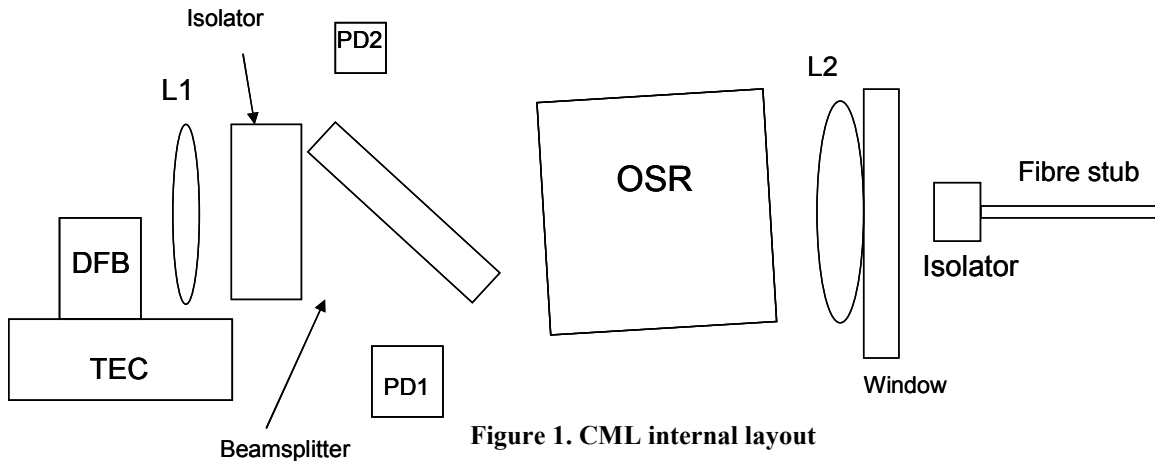 Isolator
PD2
L1
L2
OSR
Fibre stub
DFB
Isolator
TEC
PD1
Window
Beamsplitter
Figure 1. CML internal layout